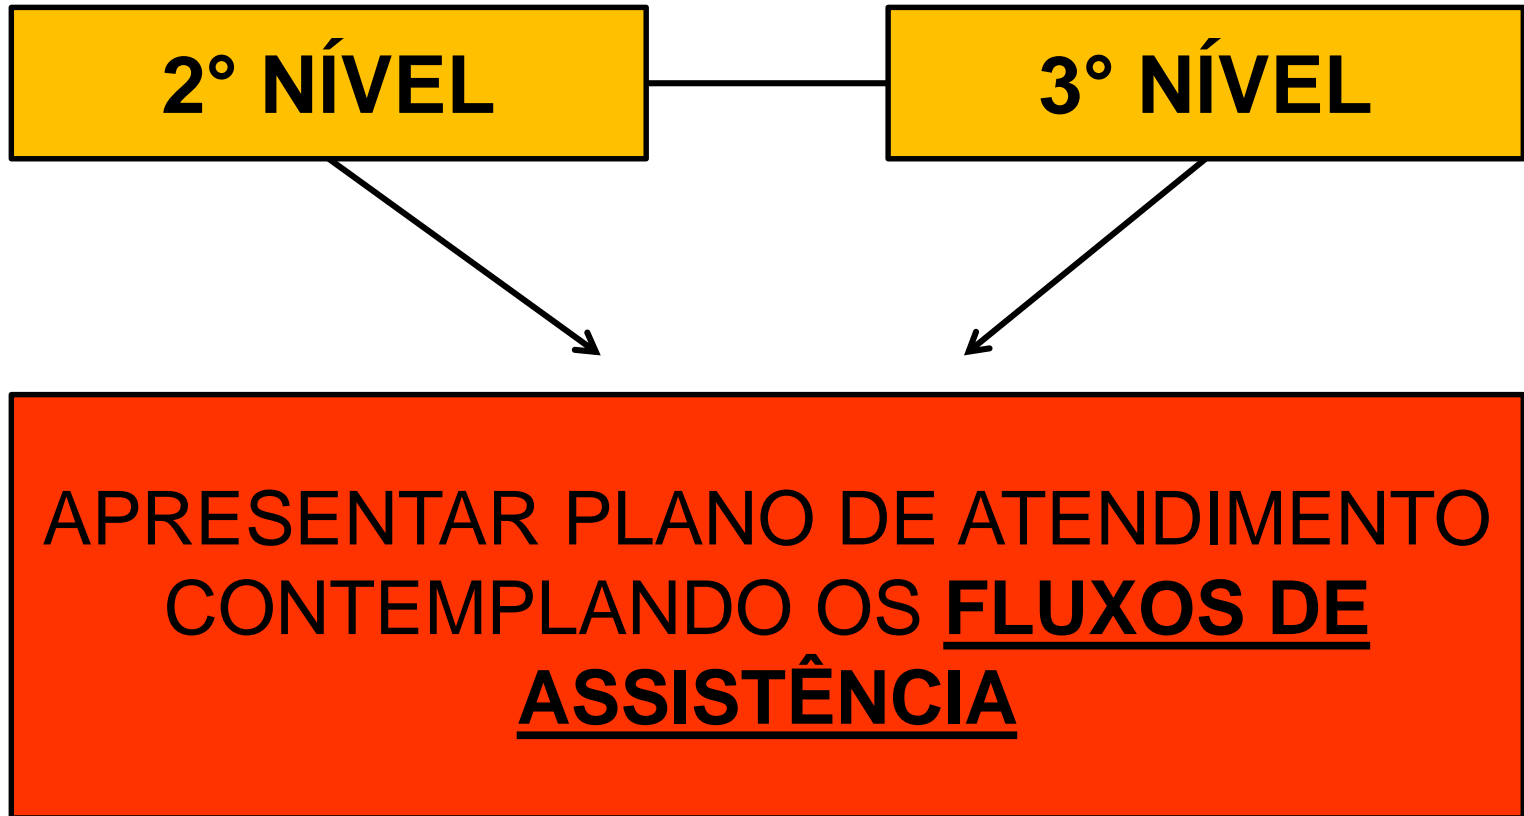 2° NÍVEL
3° NÍVEL
APRESENTAR PLANO DE ATENDIMENTO
CONTEMPLANDO OS FLUXOS DE
ASSISTÊNCIA